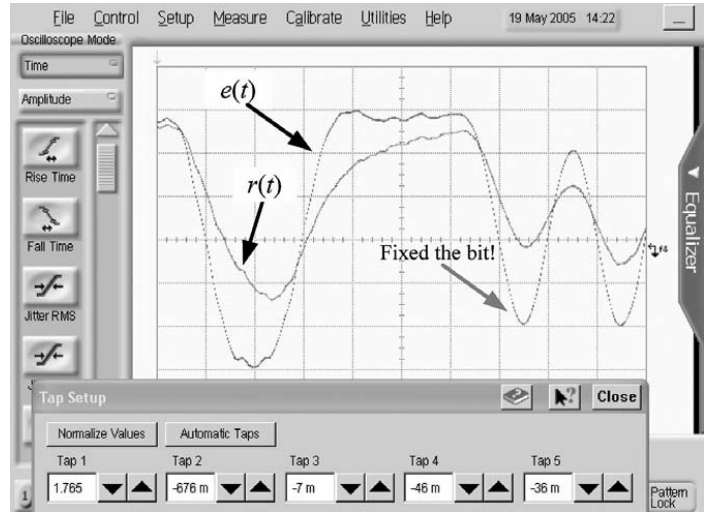 File Control Setup Measure Calibrate Utilities Help 19 May 2005 14:22
Oscilloscope Mode
Time
Amplitude
Rise Time
Fall Time
Jitter RMS
e(t)
r(t)
Fixed the bit!
Equalizer
Tap Setup
Close
Normalize Values Automatic Taps
Tap 1 Tap 2 Tap 3 Tap 4 Tap 5
1.765 -676 m -7 m -46 m -36 m
1
Pattern
Lock